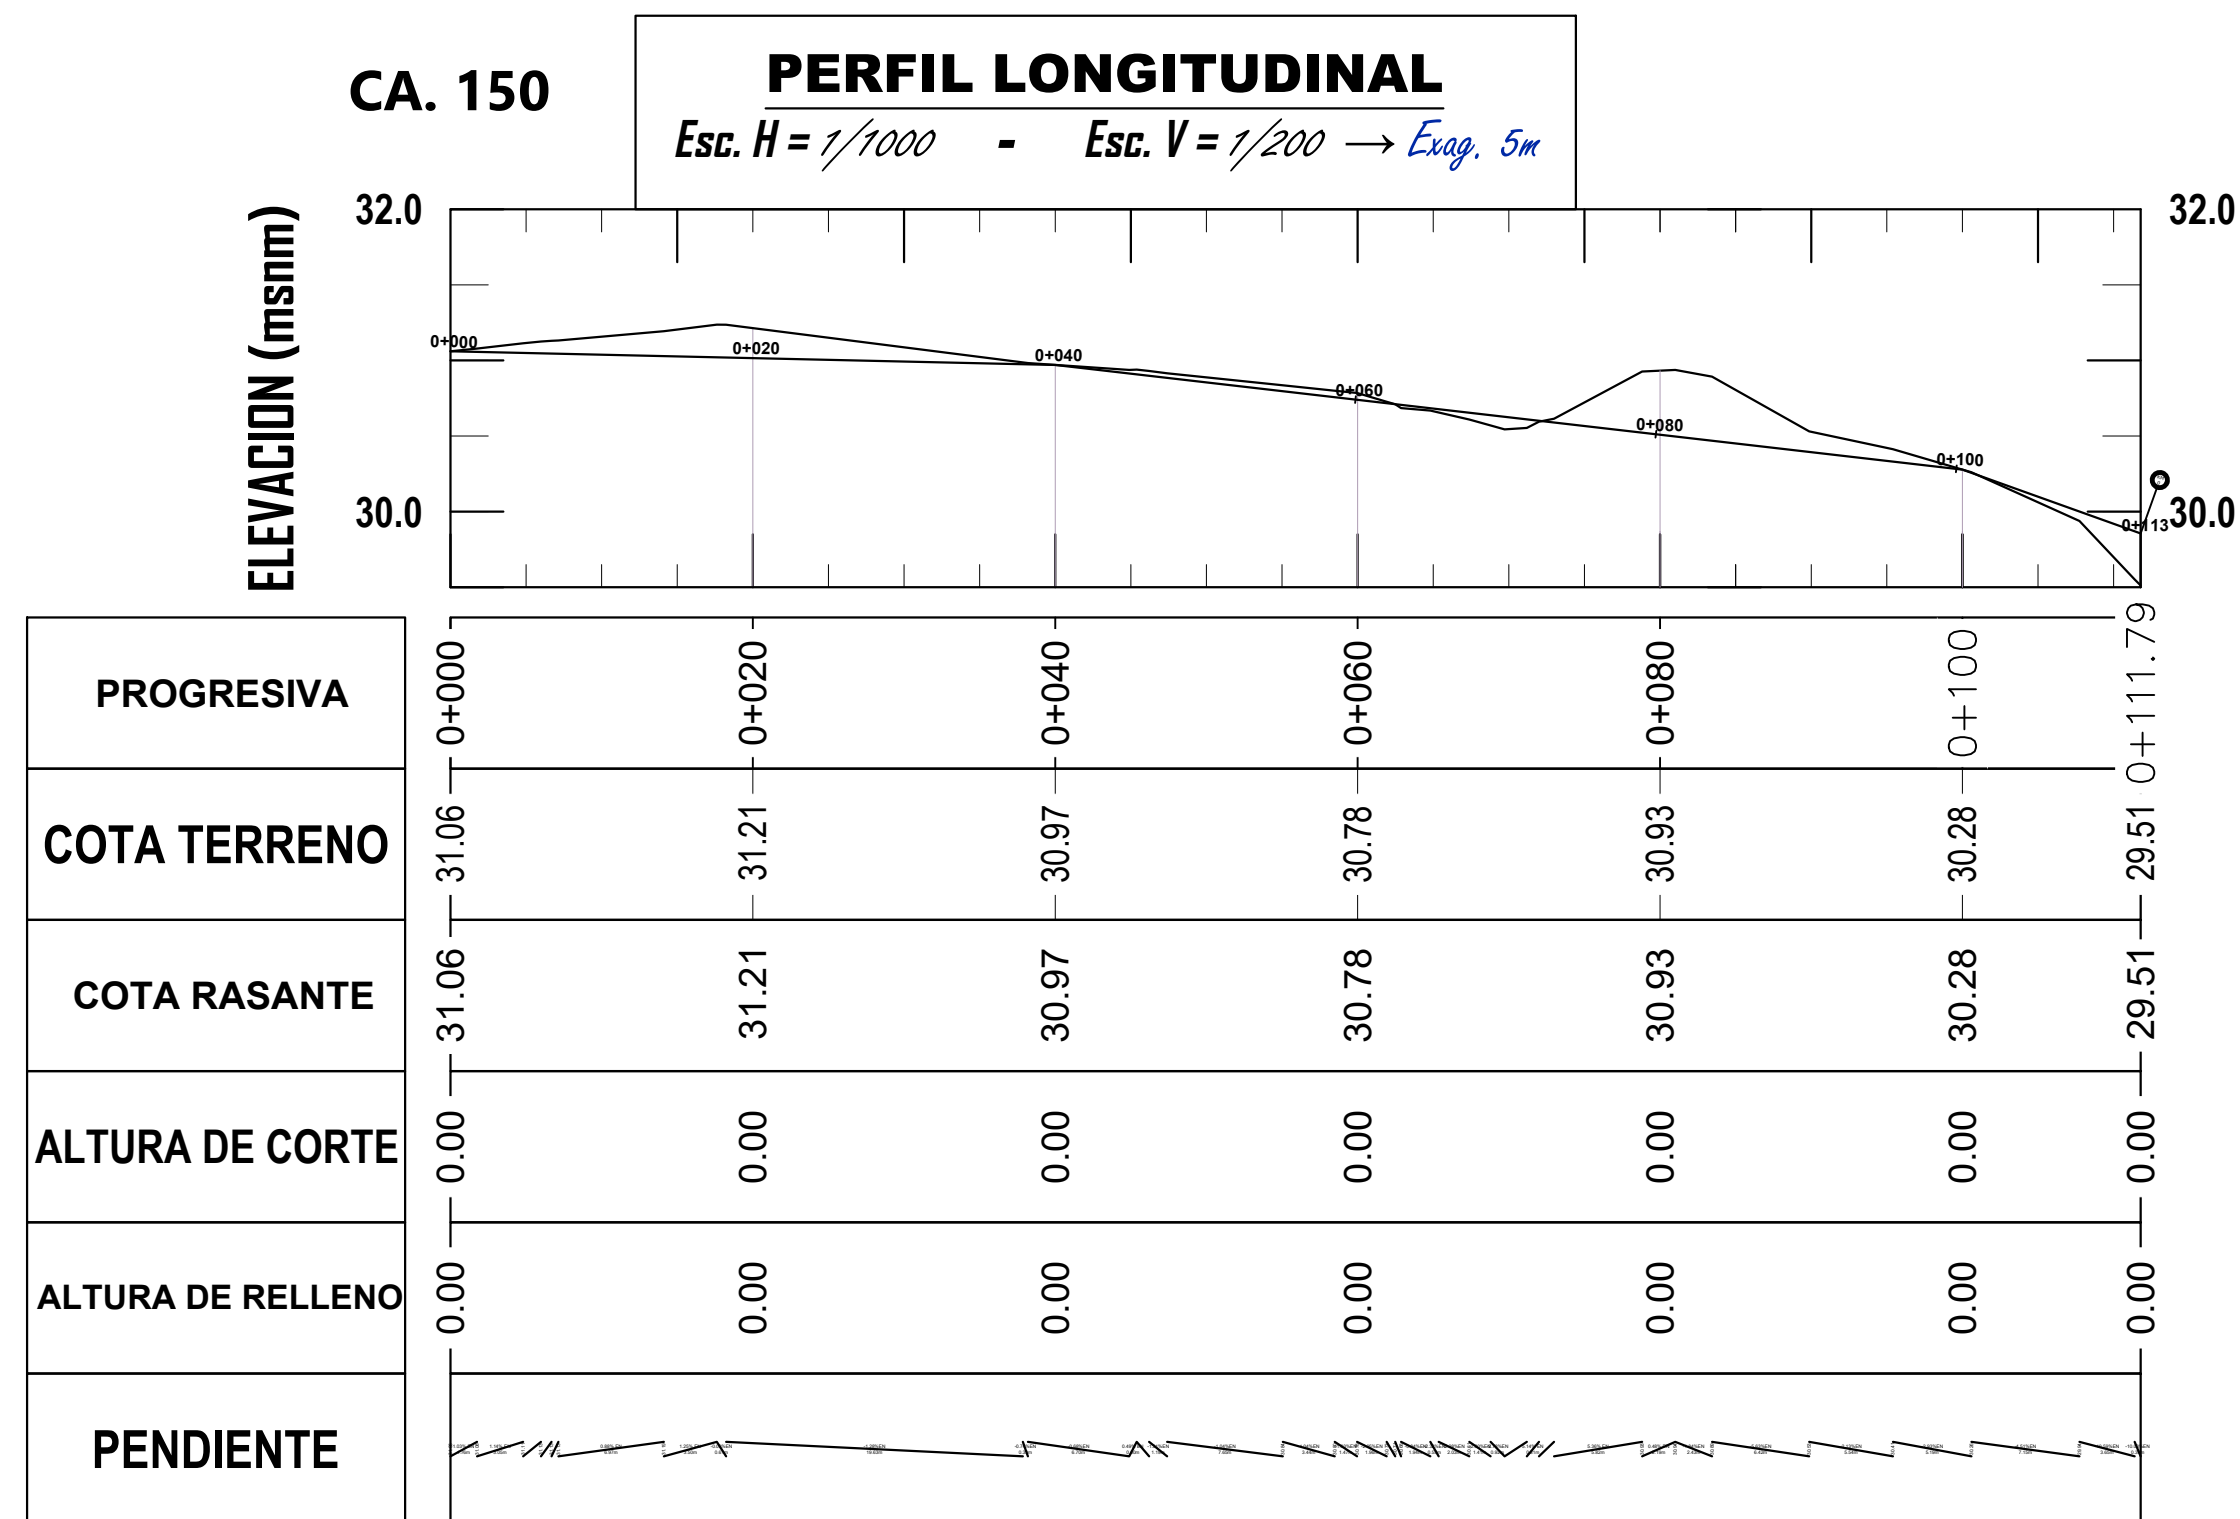 CA. 150
PERFIL LONGITUDINAL
Esc. H = 1/1000 - Esc. V = 1/200 → Exag. 5m
ELEVACION (msnm)
32.0 32.0
30.0 30.0
0+000 0+020 0+040 0+060 0+080 0+100 0+113
PROGRESIVA 0+000 0+020 0+040 0+060 0+080 0+100 0+111.79
COTA TERRENO 31.06 31.21 30.97 30.78 30.93 30.28 29.51
COTA RASANTE 31.06 31.21 30.97 30.78 30.93 30.28 29.51
ALTURA DE CORTE 0.00 0.00 0.00 0.00 0.00 0.00 0.00
ALTURA DE RELLENO 0.00 0.00 0.00 0.00 0.00 0.00 0.00
PENDIENTE